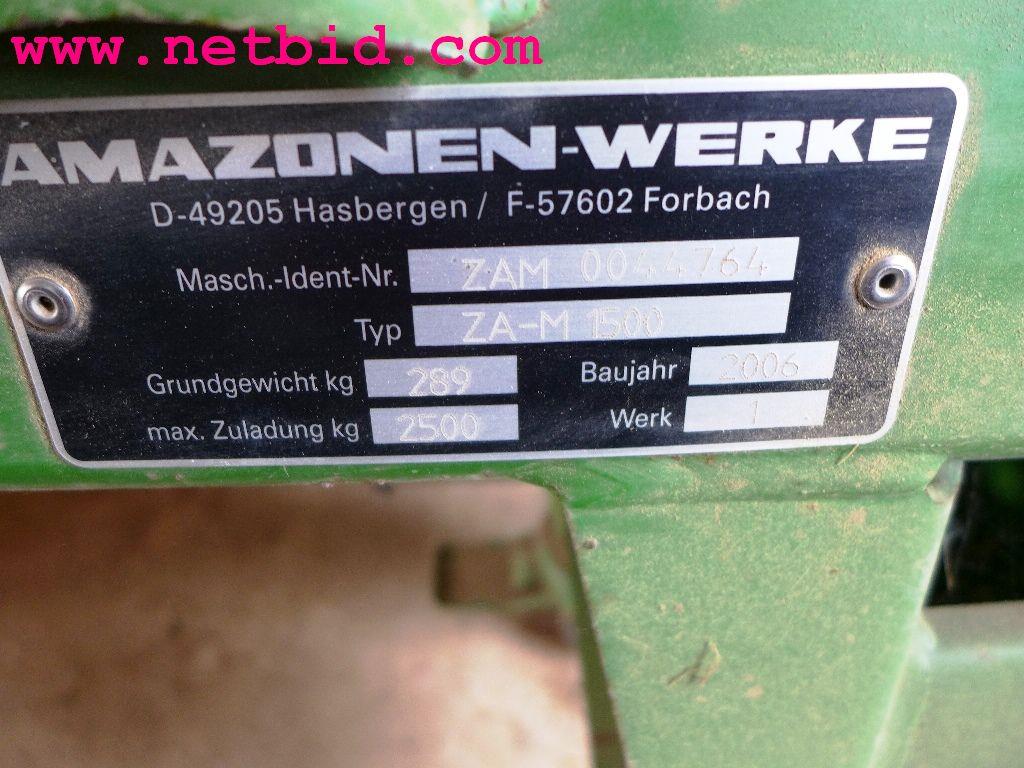 www.netbid.com
AMAZONEN-WERKE
D-49205 Hasbergen / F-57602 Forbach
Masch.-Ident-Nr. ZAM 0044764
Typ ZA-M 1500
Grundgewicht kg 289 Baujahr 2006
max. Zuladung kg 2500 Werk 1